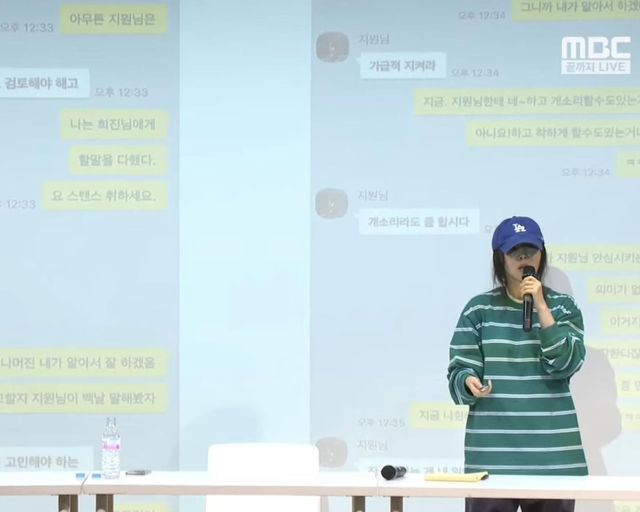 아무튼 지원님은
오후 12:33
검토해야 해고
오후 12:33
나는 희진님에게
할말을 다했다.
요 스탠스 취하세요.
12:33
나머진 내가 알아서 잘 하겠움
지원님이 백날 말해봤자
고민해야 하는
그니까 내가 알아서 하겠
오후 12:34
지원님
가급적 지켜라
오후 12:34
지금. 지원님한테 네~하고 개소리할수도있는
아니요!하고 착하게 할수도있는거
오후 12:34
지원님
개소리라도 좀 합시다
지원님 안심시키는
의미가 없
이거지
오후 12:35
지금
지원님
MBC
끝까지 LIVE
LA